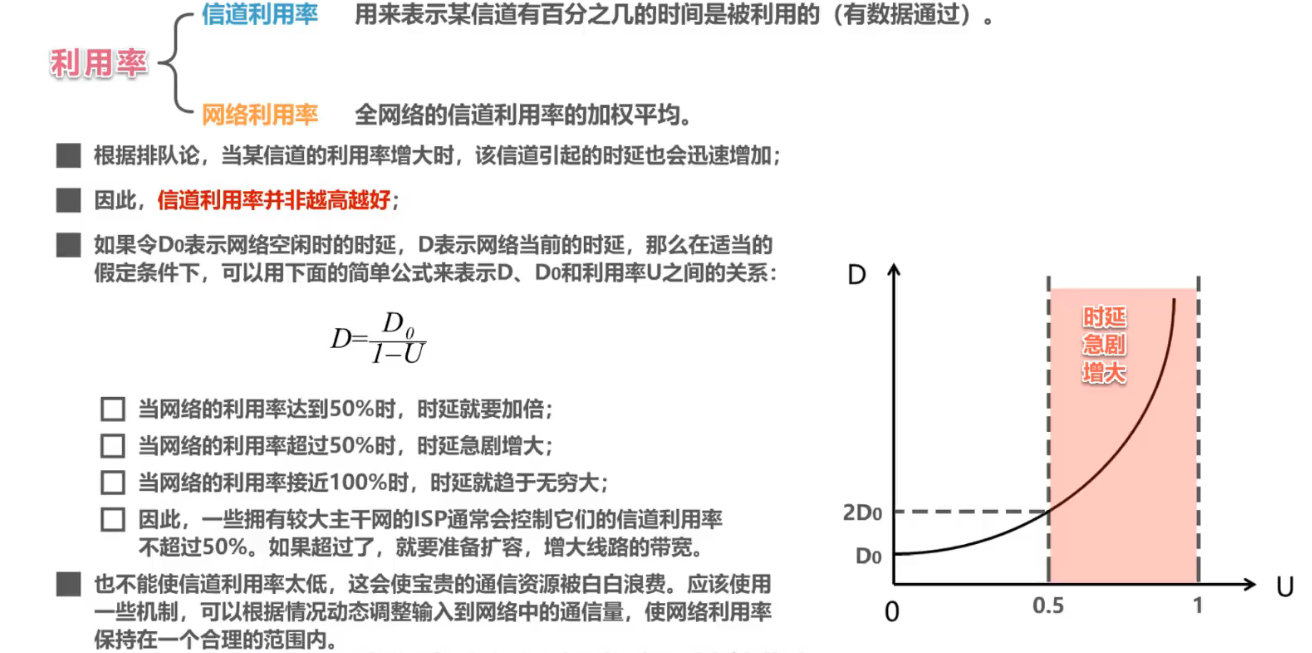 信道利用率 用来表示某信道有百分之几的时间是被利用的（有数据通过）。
利用率
网络利用率 全网络的信道利用率的加权平均。
根据排队论，当某信道的利用率增大时，该信道引起的时延也会迅速增加；
因此，信道利用率并非越高越好；
如果令D0表示网络空闲时的时延，D表示网络当前的时延，那么在适当的
假定条件下，可以用下面的简单公式来表示D、D0和利用率U之间的关系：
D=D0/1-U
当网络的利用率达到50%时，时延就要加倍；
当网络的利用率超过50%时，时延急剧增大；
当网络的利用率接近100%时，时延就趋于无穷大；
因此，一些拥有较大主干网的ISP通常会控制它们的信道利用率
不超过50%。如果超过了，就要准备扩容，增大线路的带宽。
也不能使信道利用率太低，这会使宝贵的通信资源被白白浪费。应该使用
一些机制，可以根据情况动态调整输入到网络中的通信量，使网络利用率
保持在一个合理的范围内。
D
时延
急剧
增大
2D0
D0
0
0.5
1
U